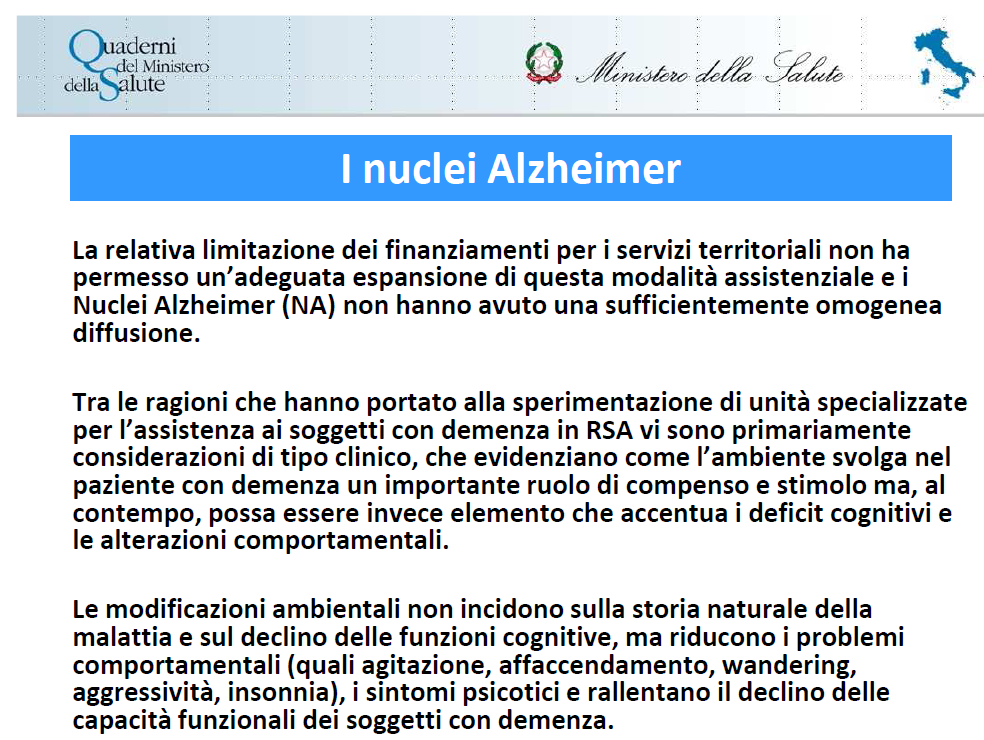 Quaderni
del Ministero
della Salute
Ministero della Salute
I nuclei Alzheimer
La relativa limitazione dei finanziamenti per i servizi territoriali non ha
permesso un’adeguata espansione di questa modalità assistenziale e i
Nuclei Alzheimer (NA) non hanno avuto una sufficientemente omogenea
diffusione.
Tra le ragioni che hanno portato alla sperimentazione di unità specializzate
per l’assistenza ai soggetti con demenza in RSA vi sono primariamente
considerazioni di tipo clinico, che evidenziano come l’ambiente svolga nel
paziente con demenza un importante ruolo di compenso e stimolo ma, al
contempo, possa essere invece elemento che accentua i deficit cognitivi e
le alterazioni comportamentali.
Le modificazioni ambientali non incidono sulla storia naturale della
malattia e sul declino delle funzioni cognitive, ma riducono i problemi
comportamentali (quali agitazione, affaccendamento, wandering,
aggressività, insonnia), i sintomi psicotici e rallentano il declino delle
capacità funzionali dei soggetti con demenza.